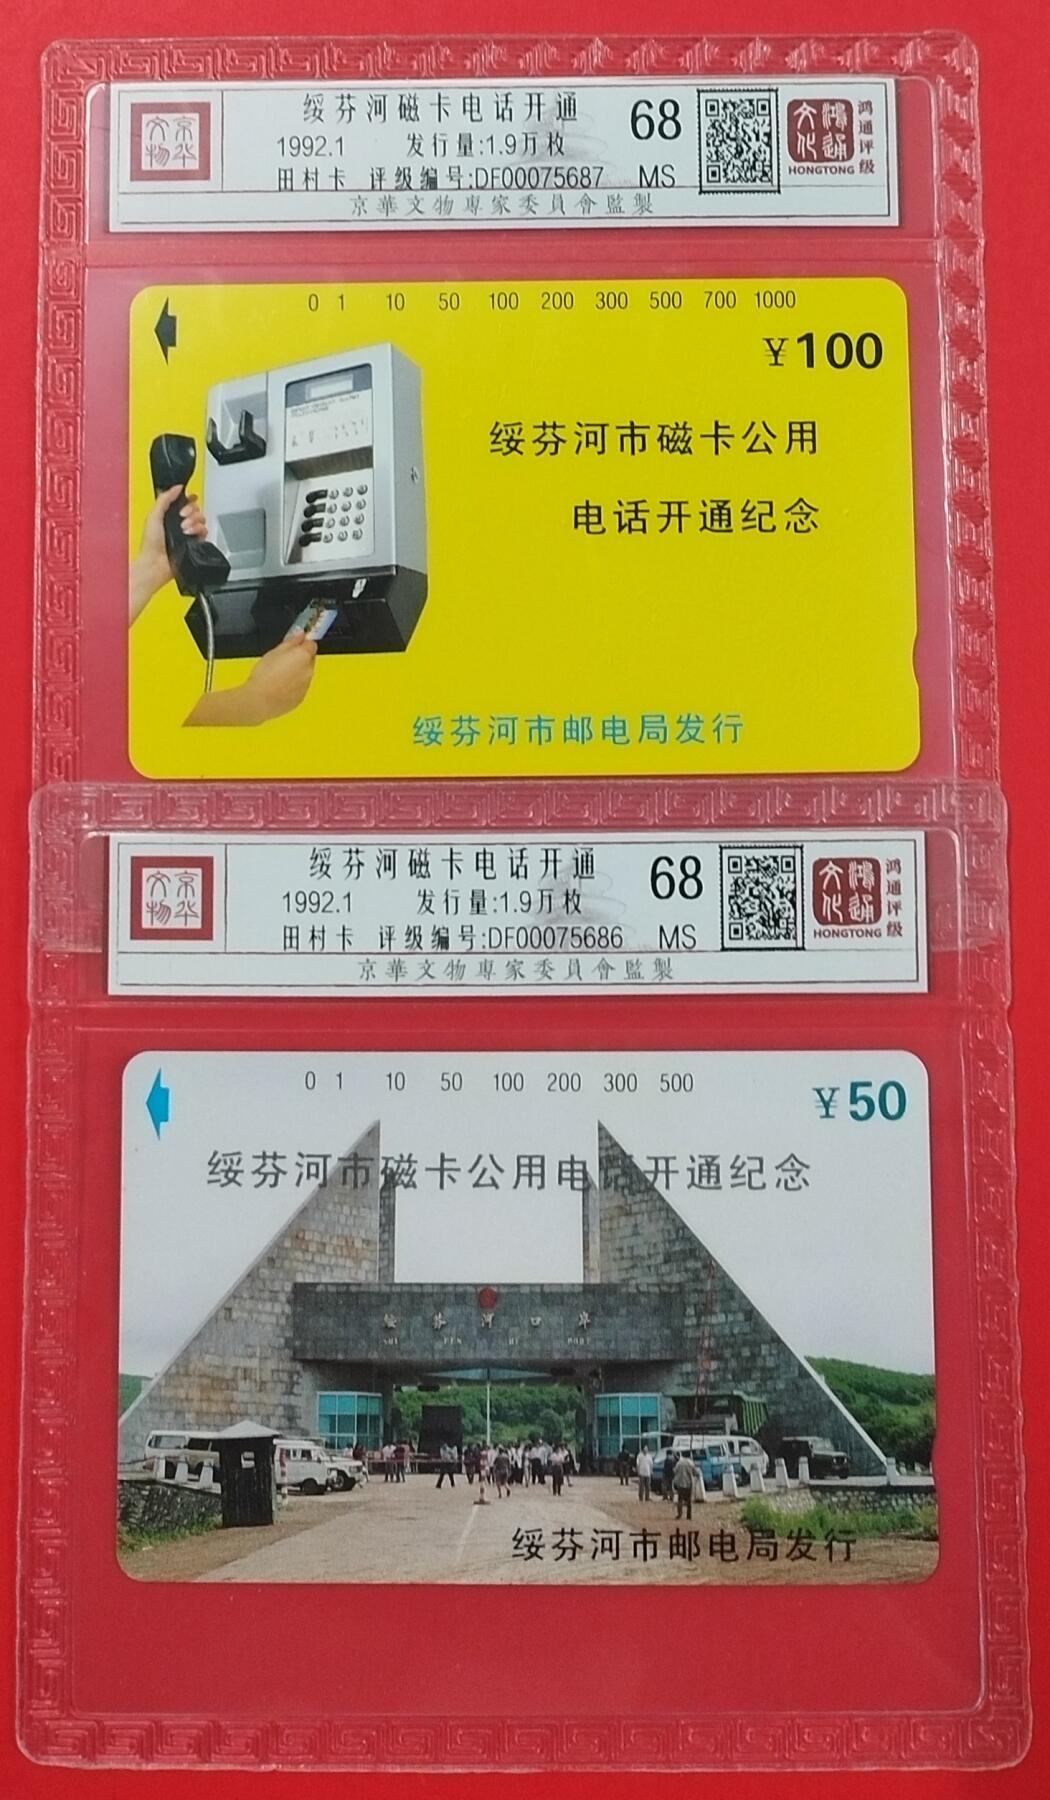 京华文物
绥芬河磁卡电话开通
1992.1 发行量:1.9万枚
田村卡 评级编号:DF00075687
68
MS
鸿通文化
HONGTONG
鸿通评级
京華文物專家委員會監製
0 1 10 50 100 200 300 500 700 1000
¥100
绥芬河市磁卡公用
电话开通纪念
绥芬河市邮电局发行
京华文物
绥芬河磁卡电话开通
1992.1 发行量:1.9万枚
田村卡 评级编号:DF00075686
68
MS
鸿通文化
HONGTONG
鸿通评级
京華文物專家委員會監製
0 1 10 50 100 200 300 500
¥50
绥芬河市磁卡公用电话开通纪念
绥芬河口岸
绥芬河市邮电局发行